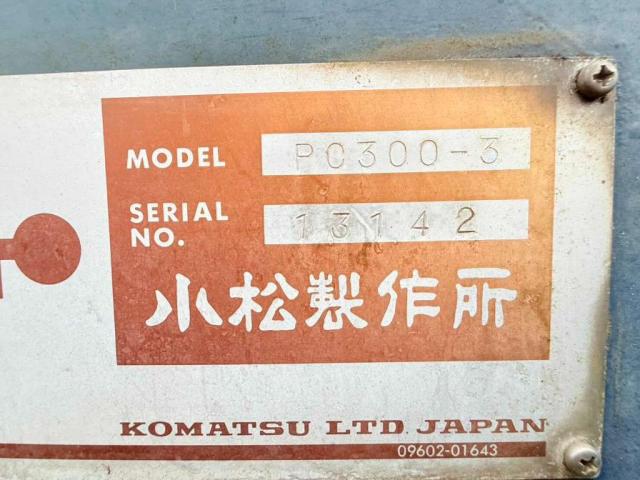 MODEL PC300-3
SERIAL NO. 13142
小松製作所
KOMATSU LTD. JAPAN
09602-01643